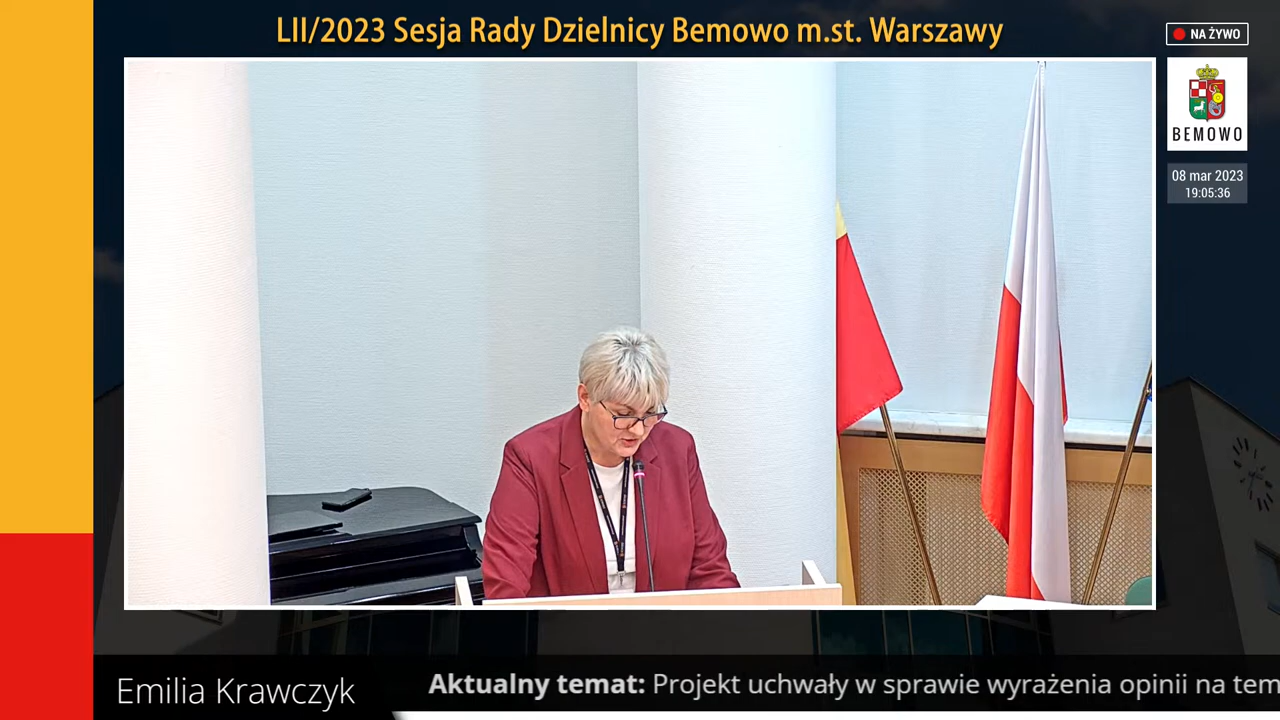 LII/2023 Sesja Rady Dzielnicy Bemowo m.st. Warszawy
NA ŻYWO
BEMOWO
08 mar 2023
19:05:36
Emilia Krawczyk
Aktualny temat: Projekt uchwały w sprawie wyrażenia opinii na tem